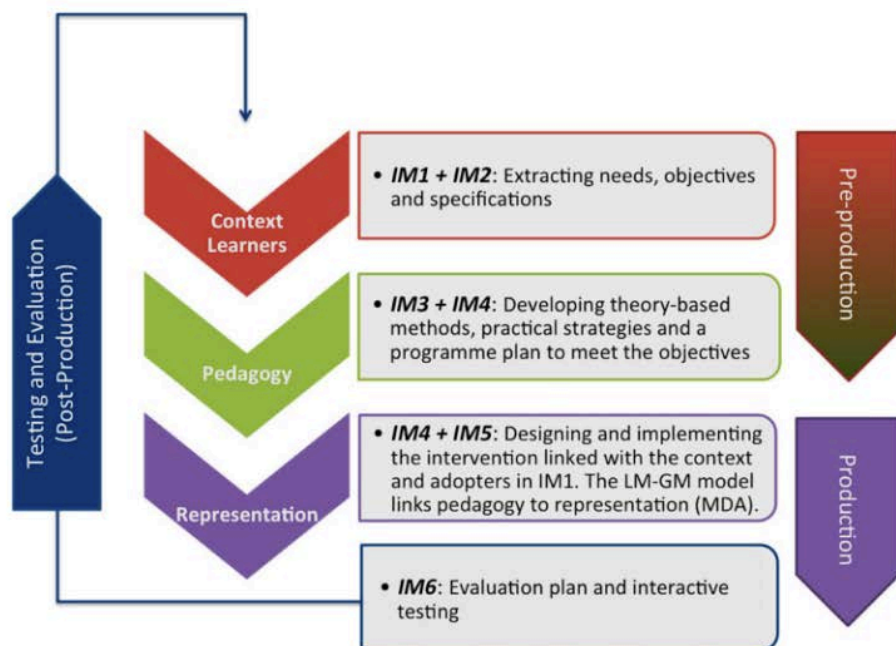 Testing and Evaluation
(Post-Production)
Context
Learners
• IM1 + IM2: Extracting needs, objectives
and specifications
Pre-production
Pedagogy
• IM3 + IM4: Developing theory-based
methods, practical strategies and a
programme plan to meet the objectives
Representation
• IM4 + IM5: Designing and implementing
the intervention linked with the context
and adopters in IM1. The LM-GM model
links pedagogy to representation (MDA).
Production
• IM6: Evaluation plan and interactive
testing